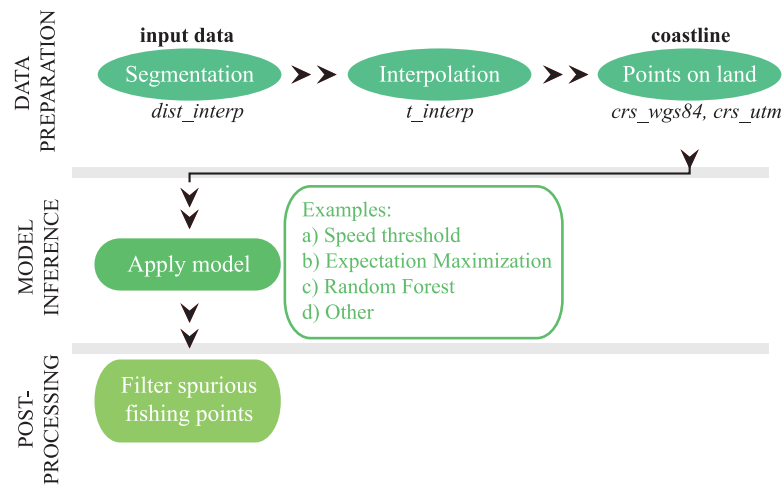 DATA
PREPARATION
input data
coastline
Segmentation
Interpolation
Points on land
dist_interp
t_interp
crs_wgs84, crs_utm
MODEL
INFERENCE
Apply model
Examples:
a) Speed threshold
b) Expectation Maximization
c) Random Forest
d) Other
POST-
PROCESSING
Filter spurious
fishing points